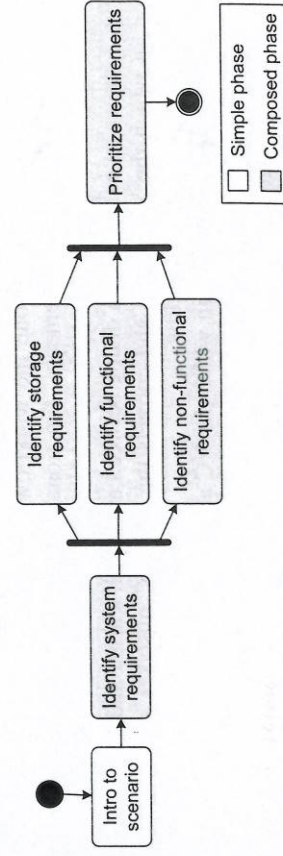 Intro to
scenario
Identify system
requirements
Identify storage
requirements
Identify functional
requirements
Identify non-functional
requirements
Prioritize requirements
Simple phase
Composed phase